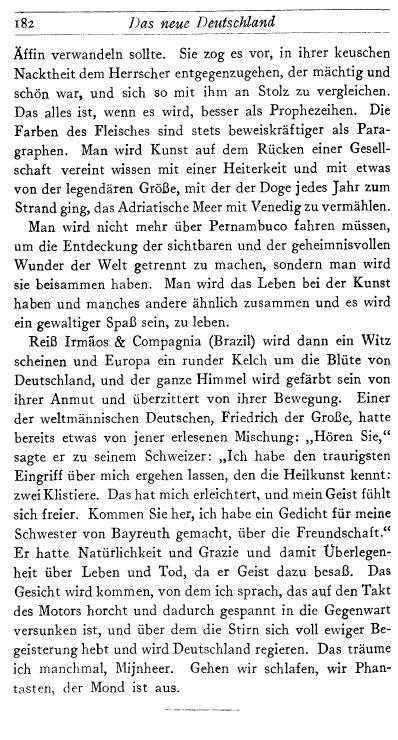 182 Das neue Deutschland
Äffin verwandeln sollte. Sie zog es vor, in ihrer keuschen
Nacktheit dem Herrscher entgegenzugehen, der mächtig und
schön war, und sich so mit ihm an Stolz zu vergleichen.
Das alles ist, wenn es wird, besser als Prophezeihen. Die
Farben des Fleisches sind stets beweiskräftiger als Para-
graphen. Man wird Kunst auf dem Rücken einer Gesell-
schaft vereint wissen mit einer Heiterkeit und mit etwas
von der legendären Größe, mit der der Doge jedes Jahr zum
Strand ging, das Adriatische Meer mit Venedig zu vermählen.
Man wird nicht mehr über Pernambuco fahren müssen,
um die Entdeckung der sichtbaren und der geheimnisvollen
Wunder der Welt getrennt zu machen, sondern man wird
sie beisammen haben. Man wird das Leben bei der Kunst
haben und manches andere ähnlich zusammen und es wird
ein gewaltiger Spaß sein, zu leben.
Reiß Irmãos & Compagnia (Brazil) wird dann ein Witz
scheinen und Europa ein runder Kelch um die Blüte von
Deutschland, und der ganze Himmel wird gefärbt sein von
ihrer Anmut und überzittert von ihrer Bewegung. Einer
der weltmännischen Deutschen, Friedrich der Große, hatte
bereits etwas von jener erlesenen Mischung: „Hören Sie,“
sagte er zu seinem Schweizer: „Ich habe den traurigsten
Eingriff über mich ergehen lassen, den die Heilkunst kennt:
zwei Klistiere. Das hat mich erleichtert, und mein Geist fühlt
sich freier. Kommen Sie her, ich habe ein Gedicht für meine
Schwester von Bayreuth gemacht, über die Freundschaft.“
Er hatte Natürlichkeit und Grazie und damit Überlegen-
heit über Leben und Tod, da er Geist dazu besaß. Das
Gesicht wird kommen, von dem ich sprach, das auf den Takt
des Motors horcht und dadurch gespannt in die Gegenwart
versunken ist, und über dem die Stirn sich voll ewiger Be-
geisterung hebt und wird Deutschland regieren. Das träume
ich manchmal, Mijnheer. Gehen wir schlafen, wir Phan-
tasten, der Mond ist aus.